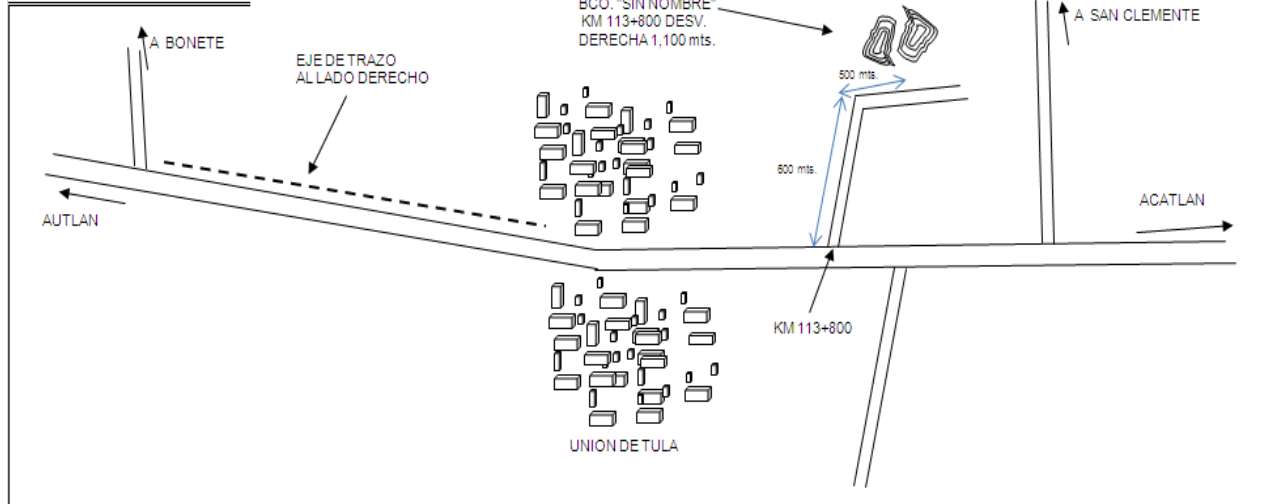 BCO. "SIN NOMBRE"
KM 113+800 DESV.
DERECHA 1,100 mts.
A SAN CLEMENTE
A BONETE
EJE DE TRAZO
AL LADO DERECHO
500 mts.
600 mts.
AUTLAN
ACATLAN
KM 113+800
UNION DE TULA